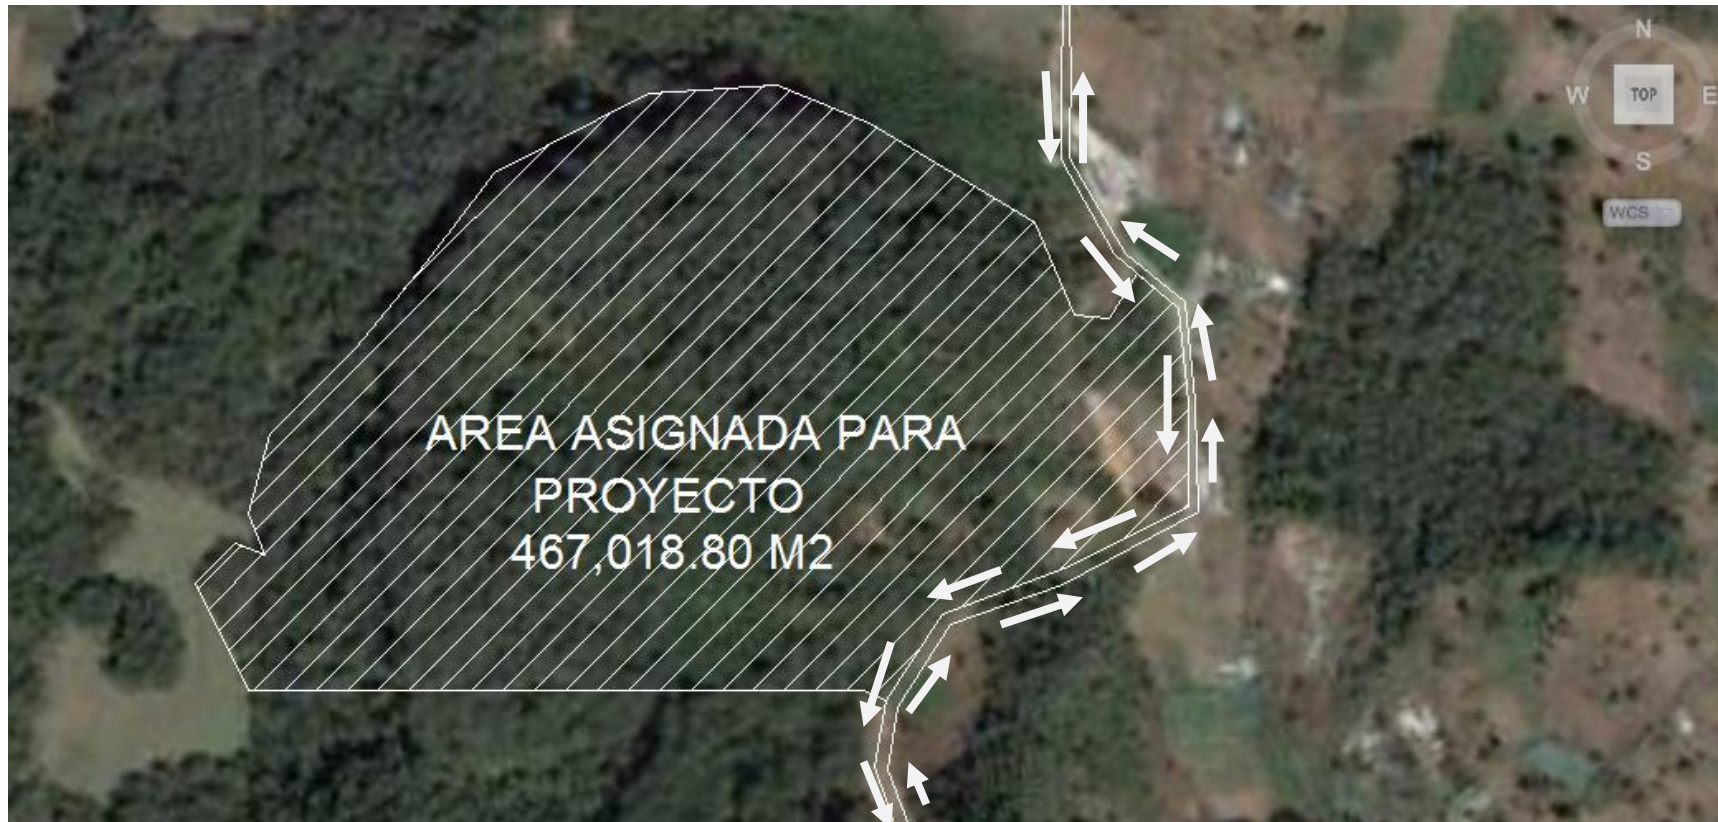 N
W
TOP
E
S
WCS
AREA ASIGNADA PARA
PROYECTO
467,018.80 M2